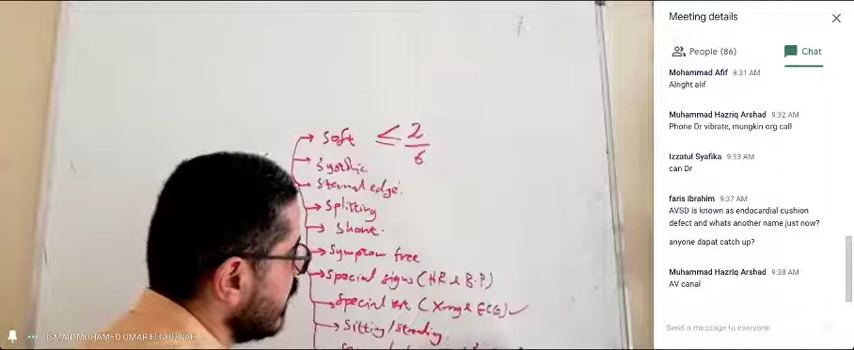 Soft ≤ 2/6
Systolic
Sternal edge.
Splitting
Short.
Symptom free
Special signs (HR & B.P)
Special test (Xray & ECG) ✓
Sitting/standing.
ISMAIL MOHAMED OMAR
Meeting details
People (86)
Chat
Mohammad Afif 9:31 AM
Alright alif
Muhammad Hazriq Arshad 9:32 AM
Phone Dr vibrate, mungkin org call
Izzatul Syafika 9:33 AM
can Dr
faris Ibrahim 9:37 AM
AVSD is known as endocardial cushion
defect and whats another name just now?
anyone dapat catch up?
Muhammad Hazriq Arshad 9:38 AM
AV canal
Send a message to everyone